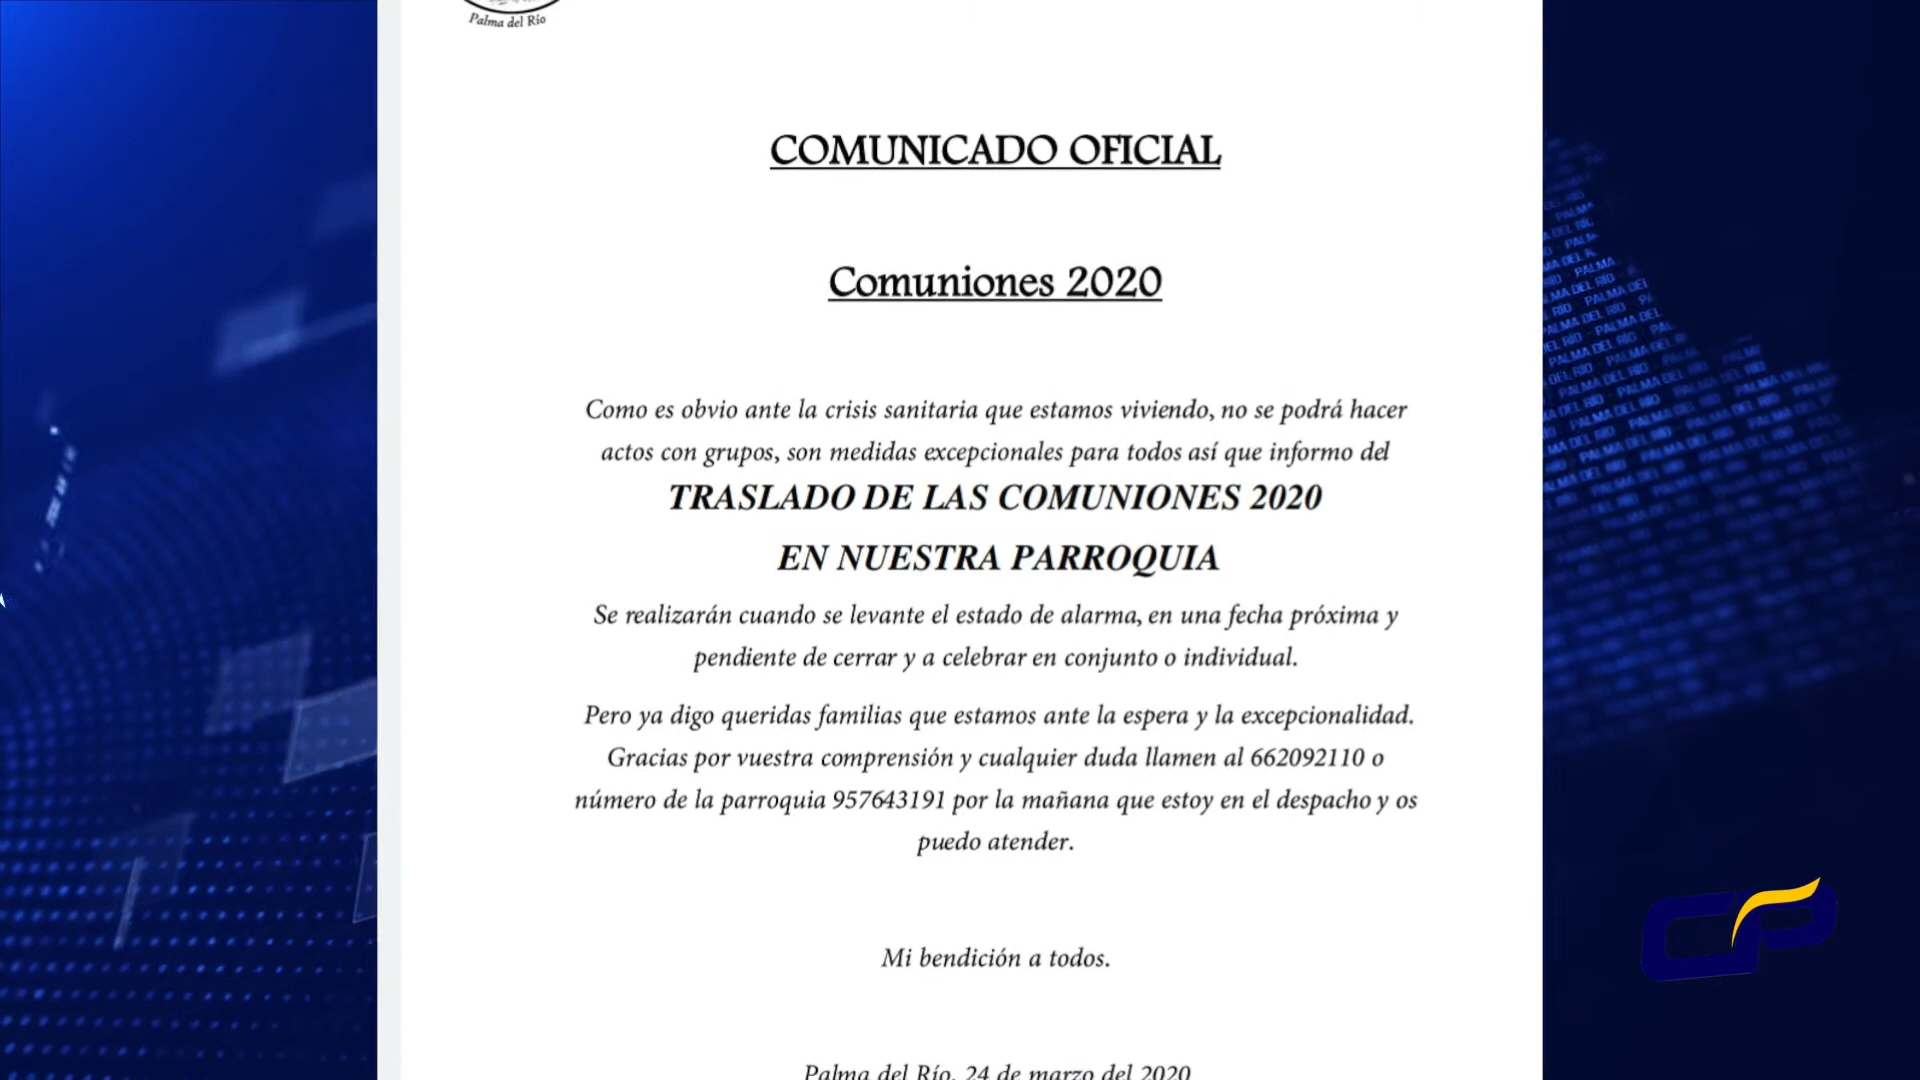 Palma del Río
COMUNICADO OFICIAL
Comuniones 2020
Como es obvio ante la crisis sanitaria que estamos viviendo, no se podrá hacer
actos con grupos, son medidas excepcionales para todos así que informo del
TRASLADO DE LAS COMUNIONES 2020
EN NUESTRA PARROQUIA
Se realizarán cuando se levante el estado de alarma, en una fecha próxima y
pendiente de cerrar y a celebrar en conjunto o individual.
Pero ya digo queridas familias que estamos ante la espera y la excepcionalidad.
Gracias por vuestra comprensión y cualquier duda llamen al 662092110 o
número de la parroquia 957643191 por la mañana que estoy en el despacho y os
puedo atender.
Mi bendición a todos.
Palma del Río, 24 de marzo del 2020
CP